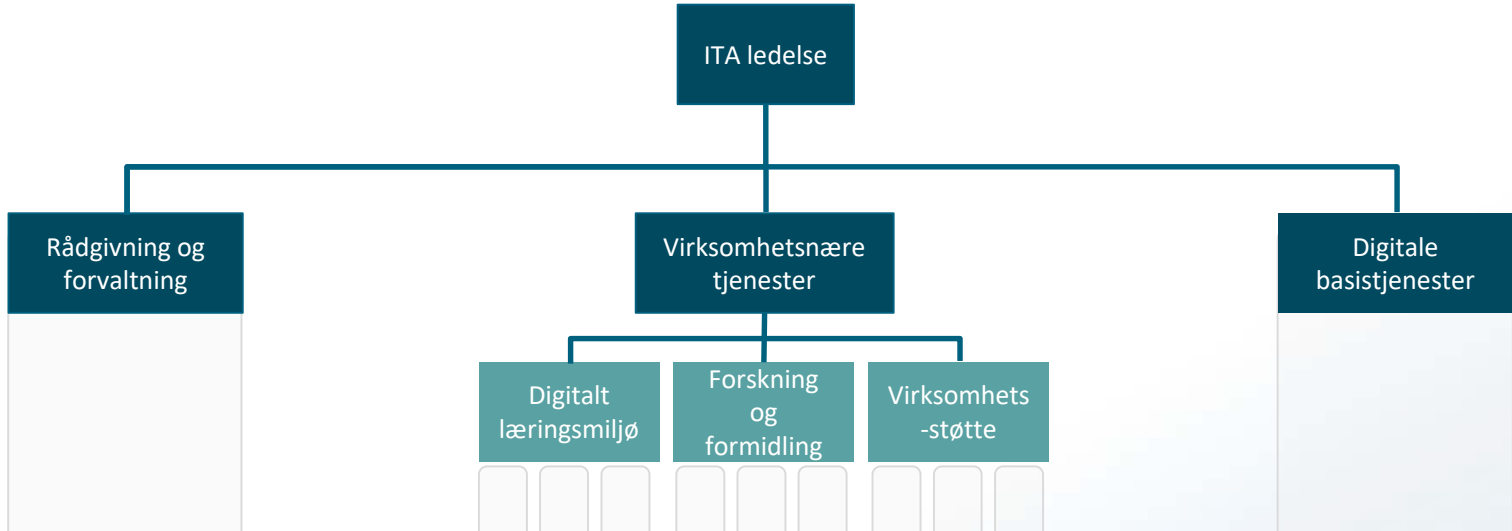 ITA ledelse
Rådgivning og
forvaltning
Virksomhetsnære
tjenester
Digitale
basistjenester
Digitalt
læringsmiljø
Forskning
og
formidling
Virksomhets
-støtte